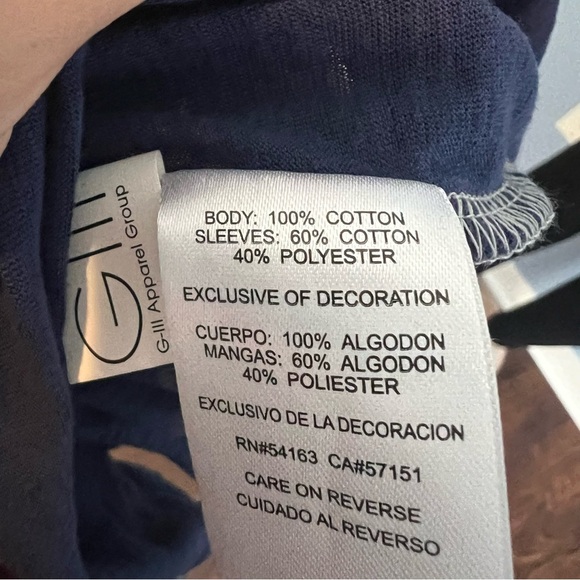 BODY: 100% COTTON
SLEEVES: 60% COTTON
40% POLYESTER
EXCLUSIVE OF DECORATION
CUERPO: 100% ALGODON
MANGAS: 60% ALGODON
40% POLIESTER
EXCLUSIVO DE LA DECORACION
RN#54163 CA#57151
CARE ON REVERSE
CUIDADO AL REVERSO
GIII
G-III Apparel Group